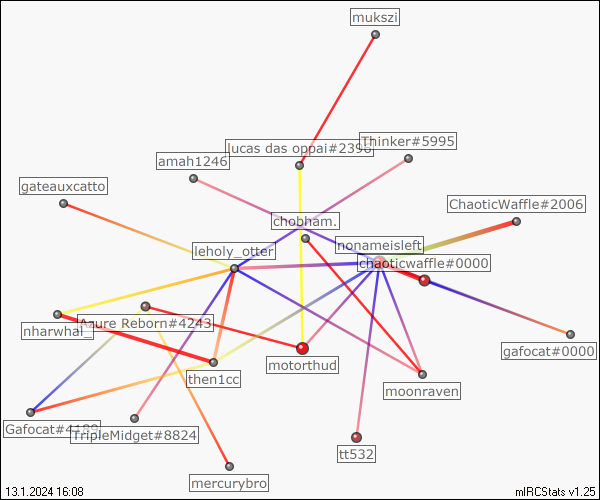 mukszi
Thinker#5995
lucas das oppai#2396
amah1246
gateauxcatto
ChaoticWaffle#2006
chobham.
nonameisleft
leholy_otter
chaoticwaffle#0000
Azure Reborn#4243
nharwhal_
gafocat#0000
motorthud
then1cc
moonraven
Gafocat#4189
TripleMidget#8824
tt532
mercurybro
13.1.2024 16:08
mIRCStats v1.25